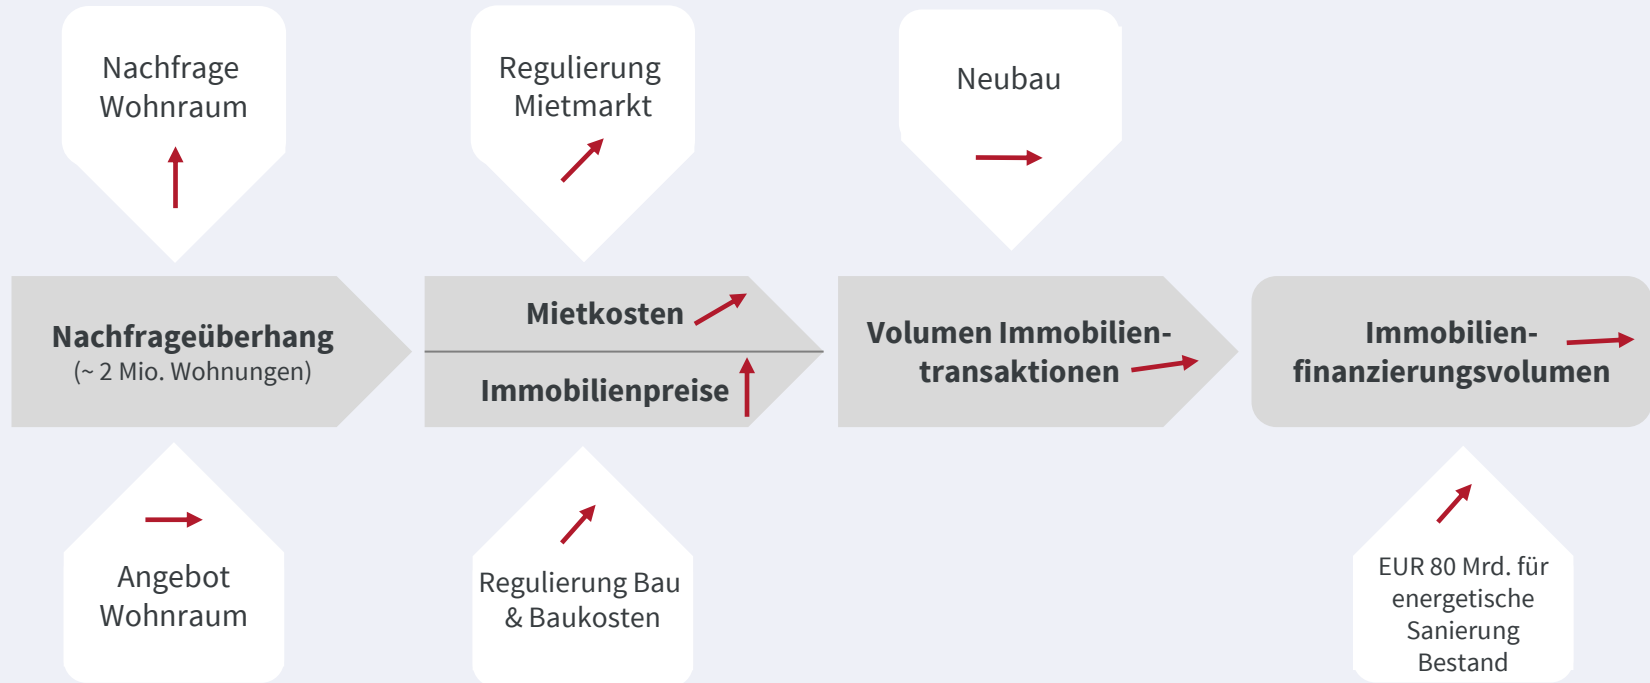 Nachfrage
Wohnraum
Regulierung
Mietmarkt
Neubau
Nachfrageüberhang
(~ 2 Mio. Wohnungen)
Mietkosten
Immobilienpreise
Volumen Immobilien-
transaktionen
Immobilien-
finanzierungsvolumen
Angebot
Wohnraum
Regulierung Bau
& Baukosten
EUR 80 Mrd. für
energetische
Sanierung
Bestand